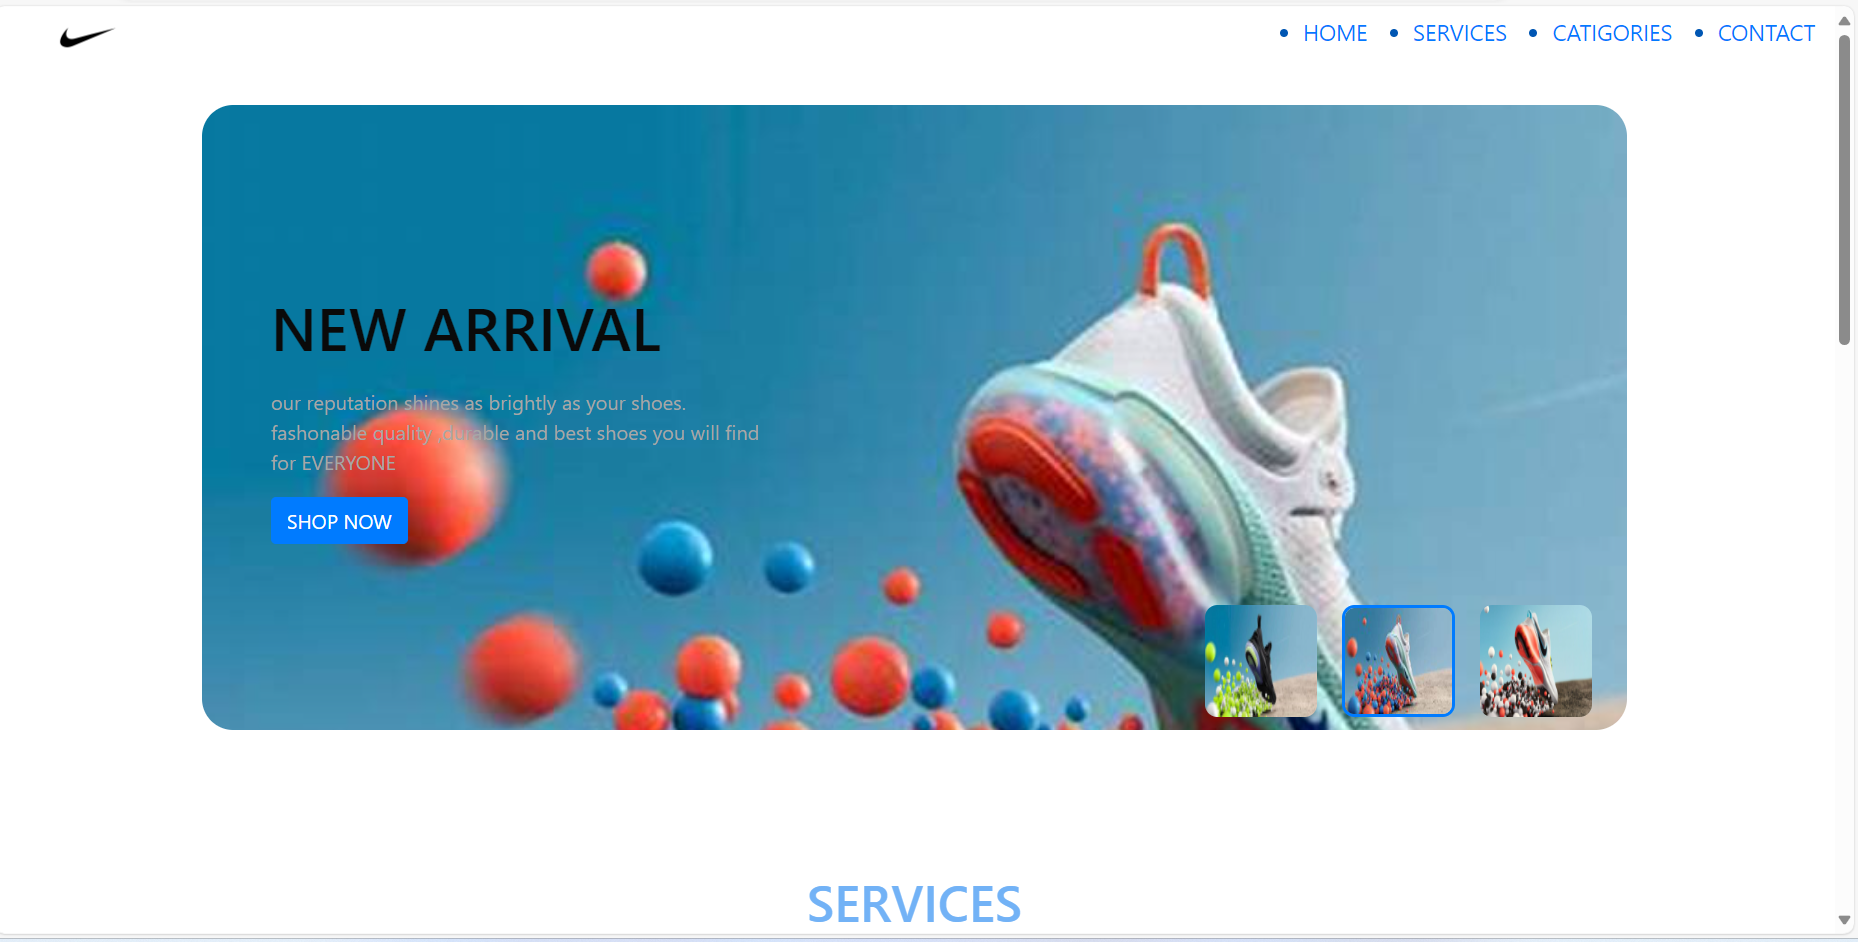 HOME
SERVICES
CATIGORIES
CONTACT
NEW ARRIVAL
our reputation shines as brightly as your shoes.
fashonable quality ,durable and best shoes you will find
for EVERYONE
SHOP NOW
SERVICES